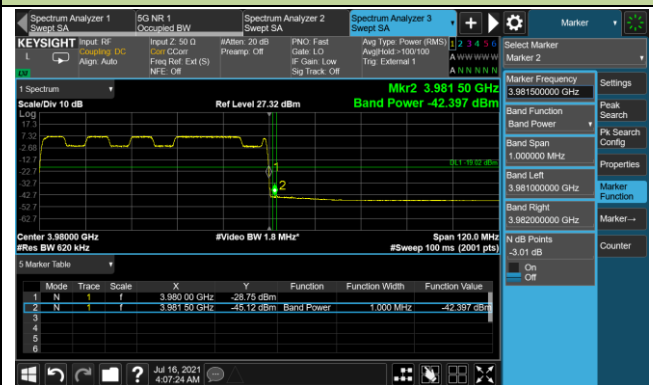 Spectrum Analyzer 1
Swept SA
5G NR 1
Occupied BW
Spectrum Analyzer 2
Swept SA
Spectrum Analyzer 3
Swept SA
Marker
KEYSIGHT
L
Input: RF
Coupling: DC
Align: Auto
Input Z: 50 Ω
Corr CCorr
Freq Ref: Ext (S)
NFE: Off
#Atten: 20 dB
Preamp: Off
PNO: Fast
Gate: LO
IF Gain: Low
Sig Track: Off
Avg Type: Power (RMS)
Avg|Hold >100/100
Trig: External 1
1 2 3 4 5 6
A W W W W W
A N N N N N
Select Marker
Marker 2
1 Spectrum
Scale/Div 10 dB
Log
Ref Level 27.32 dBm
Mkr2 3.981 50 GHz
Band Power -42.397 dBm
17.3
7.32
-2.68
-12.7
-22.7
-32.7
-42.7
-52.7
-62.7
DL1 -19.02 dBm
1
2
Center 3.98000 GHz
#Res BW 620 kHz
#Video BW 1.8 MHz*
Span 120.0 MHz
#Sweep 100 ms (2001 pts)
5 Marker Table
Mode Trace Scale X Y Function Function Width Function Value
1 N 1 f 3.980 00 GHz -28.75 dBm
2 N 1 f 3.981 50 GHz -45.12 dBm Band Power 1.000 MHz -42.397 dBm
3
4
5
6
Marker Frequency
3.981500000 GHz
Band Function
Band Power
Band Span
1.000000 MHz
Band Left
3.981000000 GHz
Band Right
3.982000000 GHz
N dB Points
-3.01 dB
On
Off
Settings
Peak
Search
Pk Search
Config
Properties
Marker
Function
Marker→
Counter
?
Jul 16, 2021
4:07:24 AM